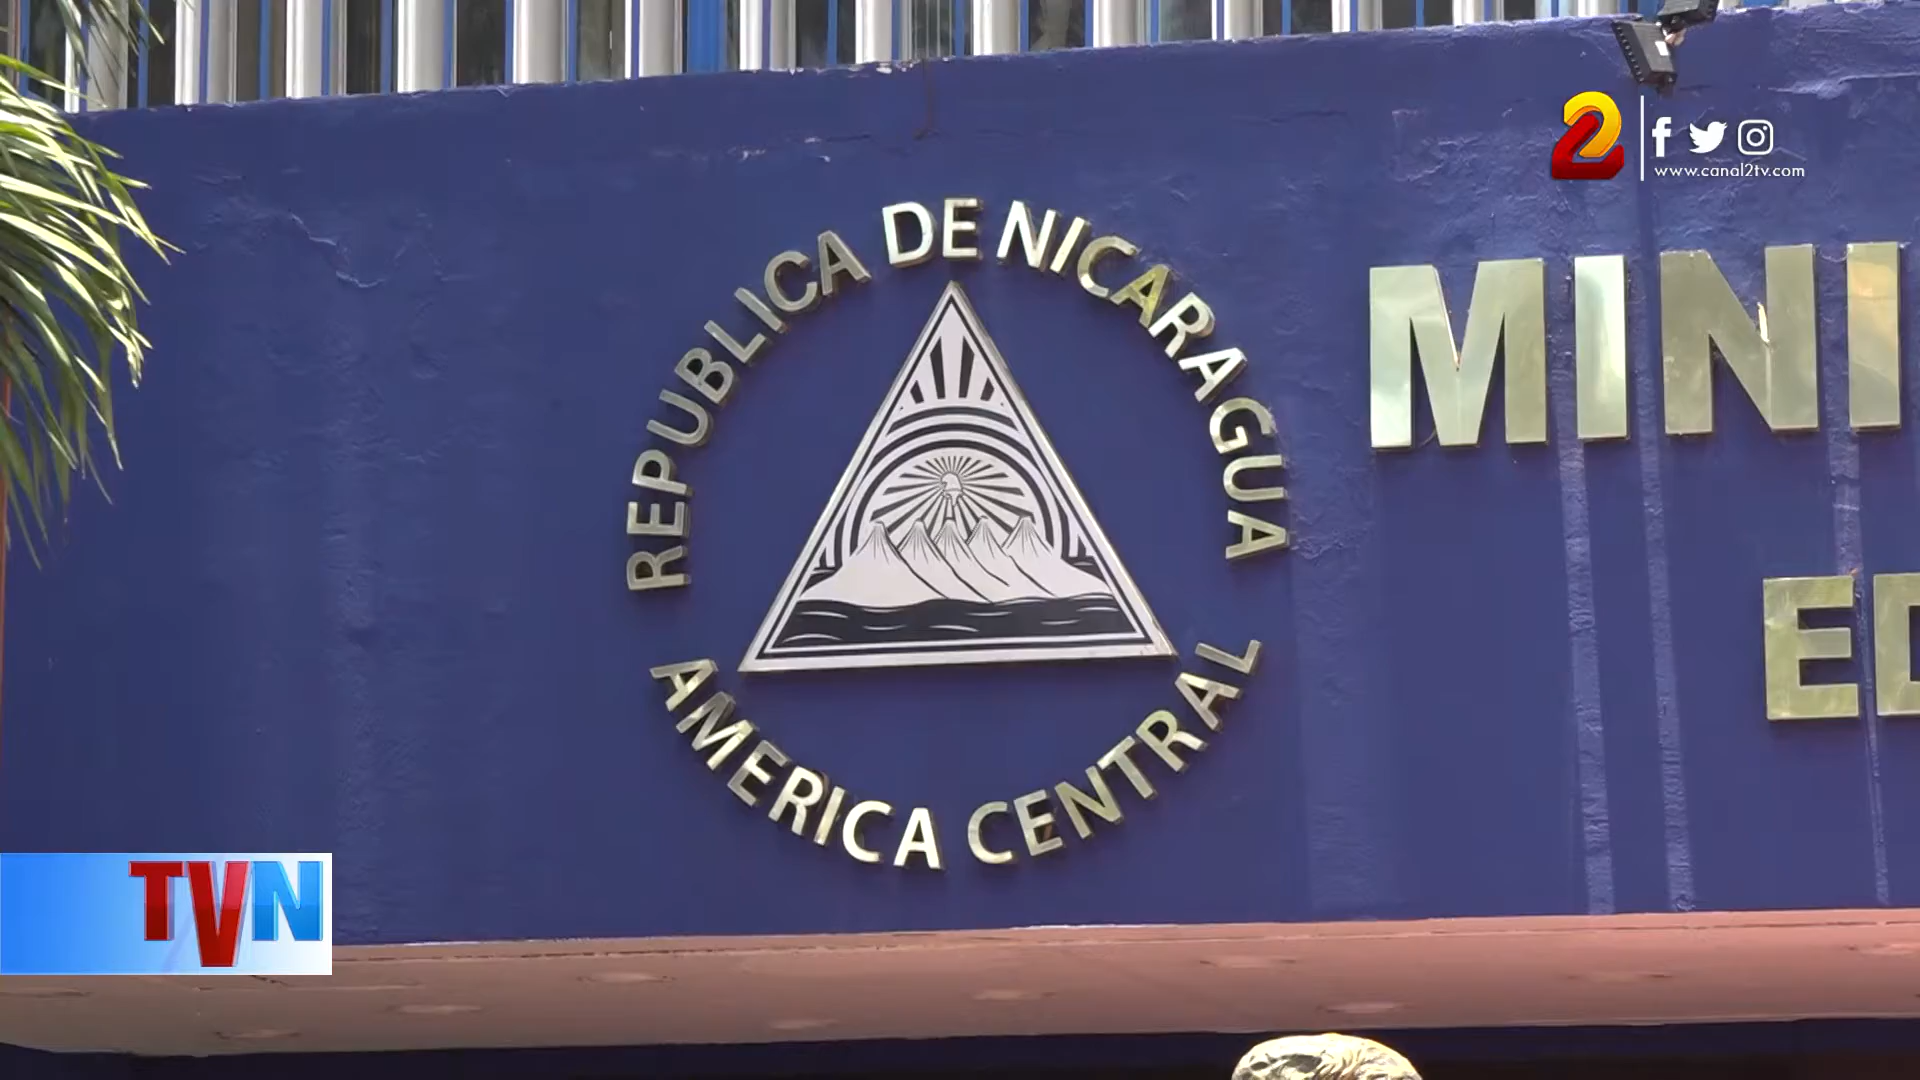 2
www.canal2tv.com
REPUBLICA DE NICARAGUA
AMERICA CENTRAL
MINI
ED
TVN